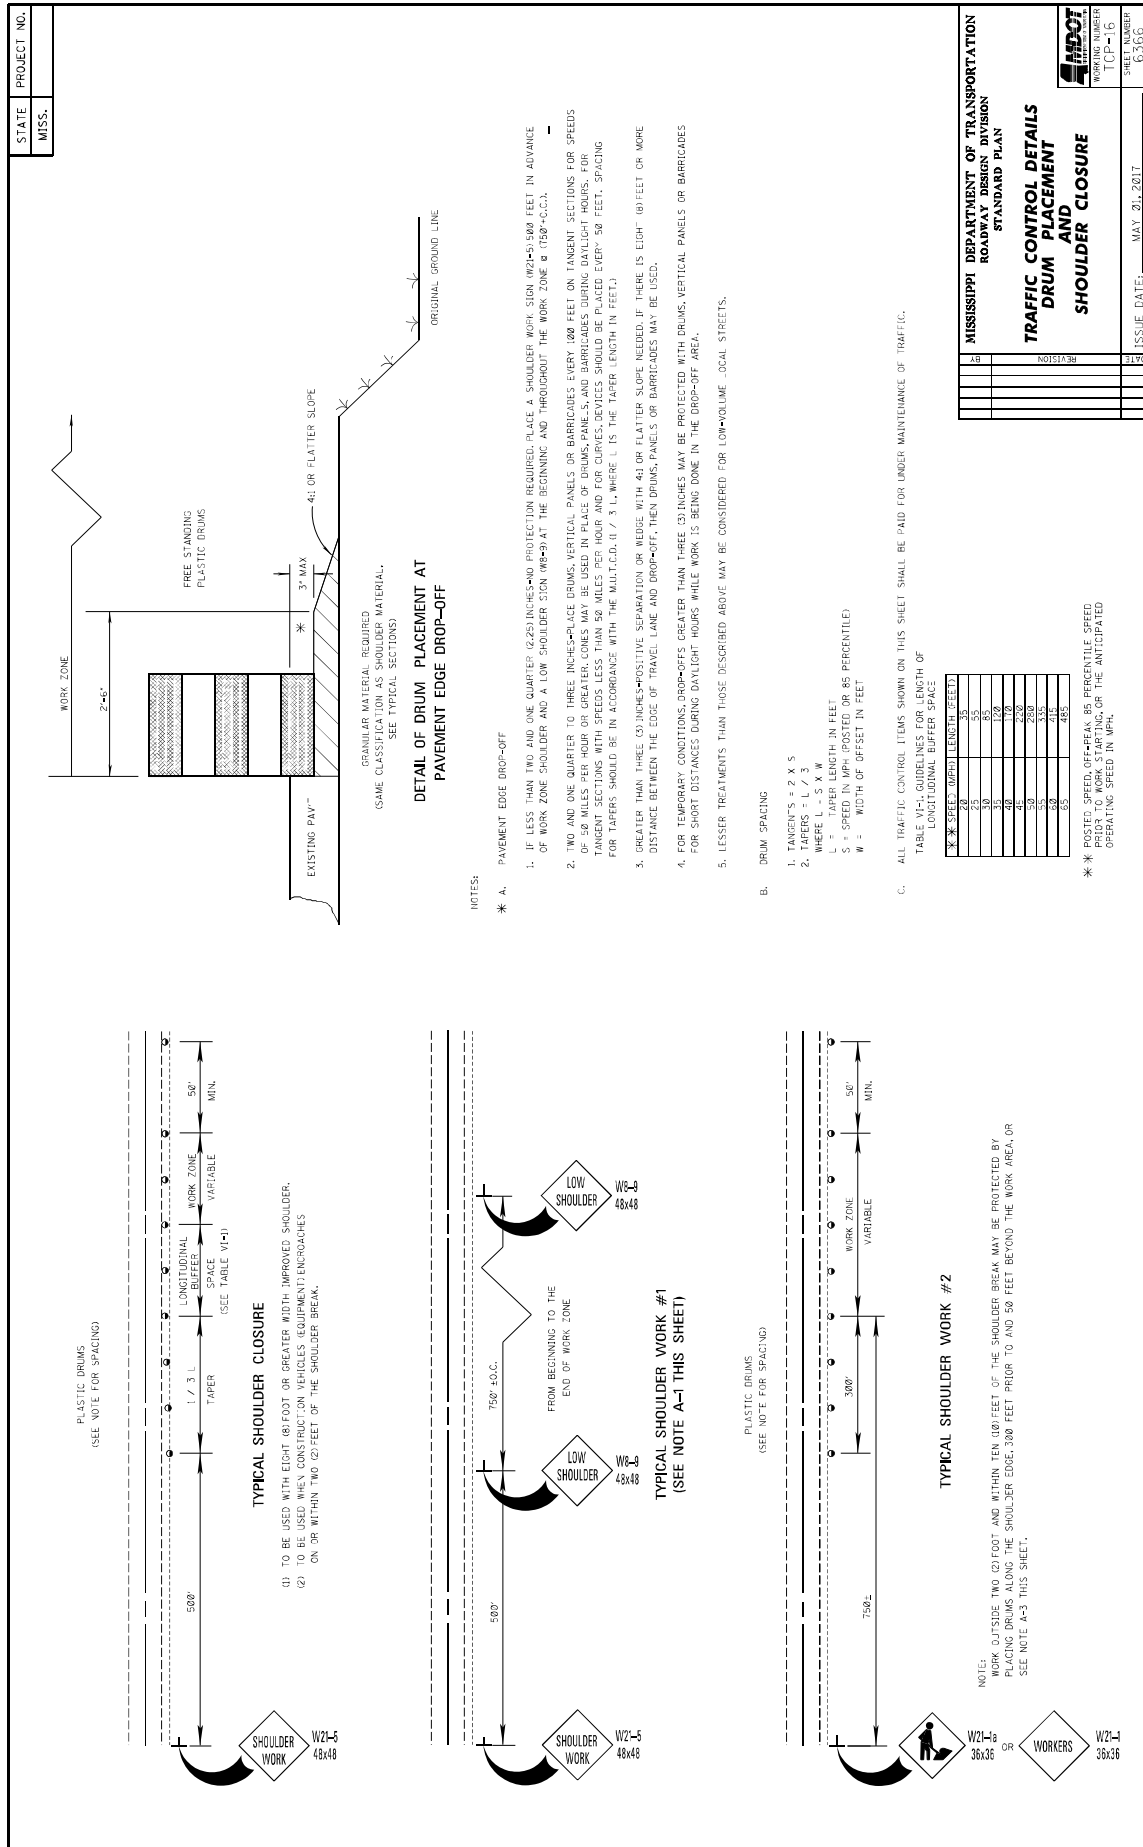 STATE
PROJECT NO.
MISS.
PLASTIC DRUMS
(SEE NOTE FOR SPACING)
500'
1 / 3 L
TAPER
LONGITUDINAL
BUFFER
SPACE
(SEE TABLE VI-1)
WORK ZONE
VARIABLE
50'
MIN.
SHOULDER
WORK
W21-5
48x48
TYPICAL SHOULDER CLOSURE
(1) TO BE USED WITH EIGHT (8) FOOT OR GREATER WIDTH IMPROVED SHOULDER.
(2) TO BE USED WHEN CONSTRUCTION VEHICLES (EQUIPMENT) ENCROACHES
ON OR WITHIN TWO (2) FEET OF THE SHOULDER BREAK.
500'
750' ±O.C.
FROM BEGINNING TO THE
END OF WORK ZONE
SHOULDER
WORK
W21-5
48x48
LOW
SHOULDER
W8-9
48x48
LOW
SHOULDER
W8-9
48x48
TYPICAL SHOULDER WORK #1
(SEE NOTE A-1 THIS SHEET)
PLASTIC DRUMS
(SEE NOTE FOR SPACING)
300'
WORK ZONE
VARIABLE
50'
MIN.
750±
W21-1a
36x36
OR
WORKERS
W21-1
36x36
TYPICAL SHOULDER WORK #2
NOTE:
WORK OUTSIDE TWO (2) FOOT AND WITHIN TEN (10) FEET OF THE SHOULDER BREAK MAY BE PROTECTED BY
PLACING DRUMS ALONG THE SHOULDER EDGE, 300 FEET PRIOR TO AND 50 FEET BEYOND THE WORK AREA, OR
SEE NOTE A-3 THIS SHEET.
WORK ZONE
2'-6"
FREE STANDING
PLASTIC DRUMS
3" MAX
4:1 OR FLATTER SLOPE
EXISTING PAV'T
ORIGINAL GROUND LINE
GRANULAR MATERIAL REQUIRED
(SAME CLASSIFICATION AS SHOULDER MATERIAL.
SEE TYPICAL SECTIONS)
DETAIL OF DRUM PLACEMENT AT
PAVEMENT EDGE DROP-OFF
NOTES:
* A. PAVEMENT EDGE DROP-OFF
1. IF LESS THAN TWO AND ONE QUARTER (2.25) INCHES-NO PROTECTION REQUIRED. PLACE A SHOULDER WORK SIGN (W21-5) 500 FEET IN ADVANCE
OF WORK ZONE SHOULDER AND A LOW SHOULDER SIGN (W8-9) AT THE BEGINNING AND THROUGHOUT THE WORK ZONE @ (750'+O.C.).
2. TWO AND ONE QUARTER TO THREE INCHES-PLACE DRUMS, VERTICAL PANELS OR BARRICADES EVERY 100 FEET ON TANGENT SECTIONS FOR SPEEDS
OF 50 MILES PER HOUR OR GREATER. CONES MAY BE USED IN PLACE OF DRUMS, PANELS, AND BARRICADES DURING DAYLIGHT HOURS. FOR
TANGENT SECTIONS WITH SPEEDS LESS THAN 50 MILES PER HOUR AND FOR CURVES, DEVICES SHOULD BE PLACED EVERY 50 FEET. SPACING
FOR TAPERS SHOULD BE IN ACCORDANCE WITH THE M.U.T.C.D. (1 / 3 L, WHERE L IS THE TAPER LENGTH IN FEET.)
3. GREATER THAN THREE (3) INCHES-POSITIVE SEPARATION OR WEDGE WITH 4:1 OR FLATTER SLOPE NEEDED. IF THERE IS EIGHT (8) FEET OR MORE
DISTANCE BETWEEN THE EDGE OF TRAVEL LANE AND DROP-OFF, THEN DRUMS, PANELS OR BARRICADES MAY BE USED.
4. FOR TEMPORARY CONDITIONS, DROP-OFFS GREATER THAN THREE (3) INCHES MAY BE PROTECTED WITH DRUMS, VERTICAL PANELS OR BARRICADES
FOR SHORT DISTANCES DURING DAYLIGHT HOURS WHILE WORK IS BEING DONE IN THE DROP-OFF AREA.
5. LESSER TREATMENTS THAN THOSE DESCRIBED ABOVE MAY BE CONSIDERED FOR LOW-VOLUME LOCAL STREETS.
B. DRUM SPACING
1. TANGENTS = 2 X S
2. TAPERS = L / 3
WHERE L = S X W
L = TAPER LENGTH IN FEET
S = SPEED IN MPH (POSTED OR 85 PERCENTILE)
W = WIDTH OF OFFSET IN FEET
C. ALL TRAFFIC CONTROL ITEMS SHOWN ON THIS SHEET SHALL BE PAID FOR UNDER MAINTENANCE OF TRAFFIC.
TABLE VI-1. GUIDELINES FOR LENGTH OF
LONGITUDINAL BUFFER SPACE
** SPEED (MPH) LENGTH (FEET)
20 35
25 55
30 85
35 120
40 170
45 220
50 280
55 335
60 415
65 485
** POSTED SPEED, OFF-PEAK 85 PERCENTILE SPEED
PRIOR TO WORK STARTING, OR THE ANTICIPATED
OPERATING SPEED IN MPH.
BY
REVISION
DATE
MISSISSIPPI DEPARTMENT OF TRANSPORTATION
ROADWAY DESIGN DIVISION
STANDARD PLAN
TRAFFIC CONTROL DETAILS
DRUM PLACEMENT
AND
SHOULDER CLOSURE
MDOT
WORKING NUMBER
TCP-16
SHEET NUMBER
6366
ISSUE DATE: MAY 01, 2017